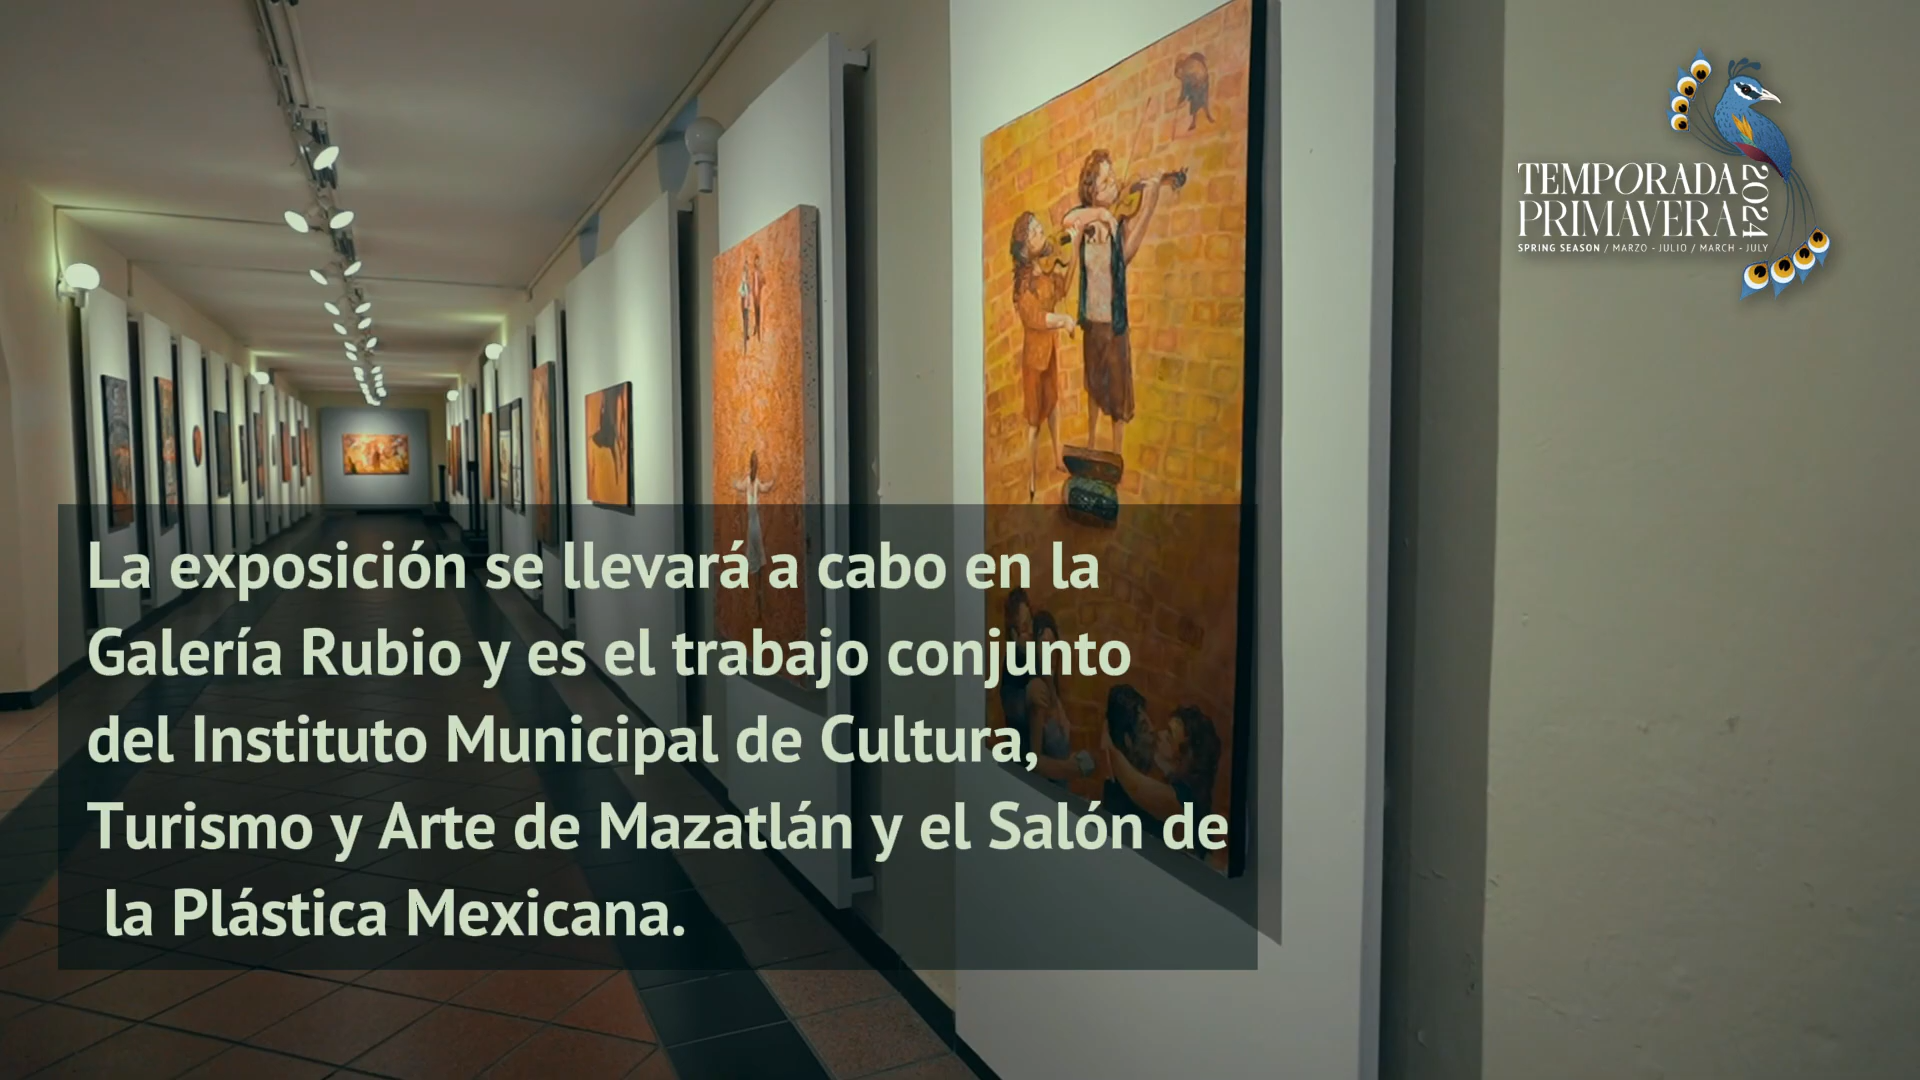 TEMPORADA
PRIMAVERA
2024
SPRING SEASON / MARZO - JULIO / MARCH - JULY
La exposición se llevará a cabo en la
Galería Rubio y es el trabajo conjunto
del Instituto Municipal de Cultura,
Turismo y Arte de Mazatlán y el Salón de
la Plástica Mexicana.